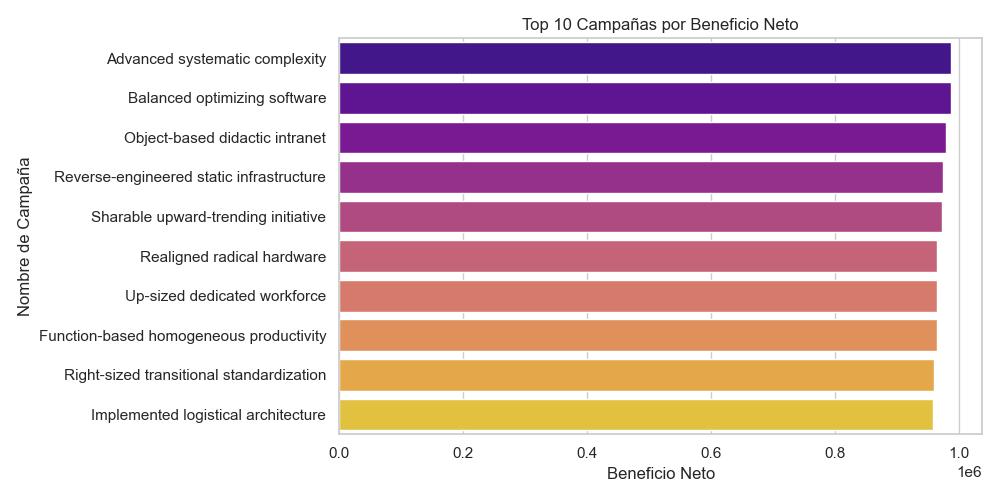 Top 10 Campañas por Beneficio Neto
Nombre de Campaña
Advanced systematic complexity
Balanced optimizing software
Object-based didactic intranet
Reverse-engineered static infrastructure
Sharable upward-trending initiative
Realigned radical hardware
Up-sized dedicated workforce
Function-based homogeneous productivity
Right-sized transitional standardization
Implemented logistical architecture
0.0 0.2 0.4 0.6 0.8 1.0
1e6
Beneficio Neto